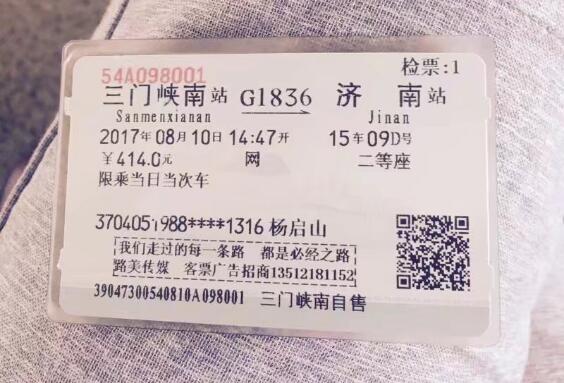 54A098001 检票:1
三门峡南站 G1836 济南站
Sanmenxianan Jinan
2017年08月10日 14:47开 15车09D号
￥414.0元 网 二等座
限乘当日当次车
3704051988****1316 杨启山
我们走过的每一条路 都是必经之路
路美传媒 客票广告招商13512181152
39047300540810A098001 三门峡南自售